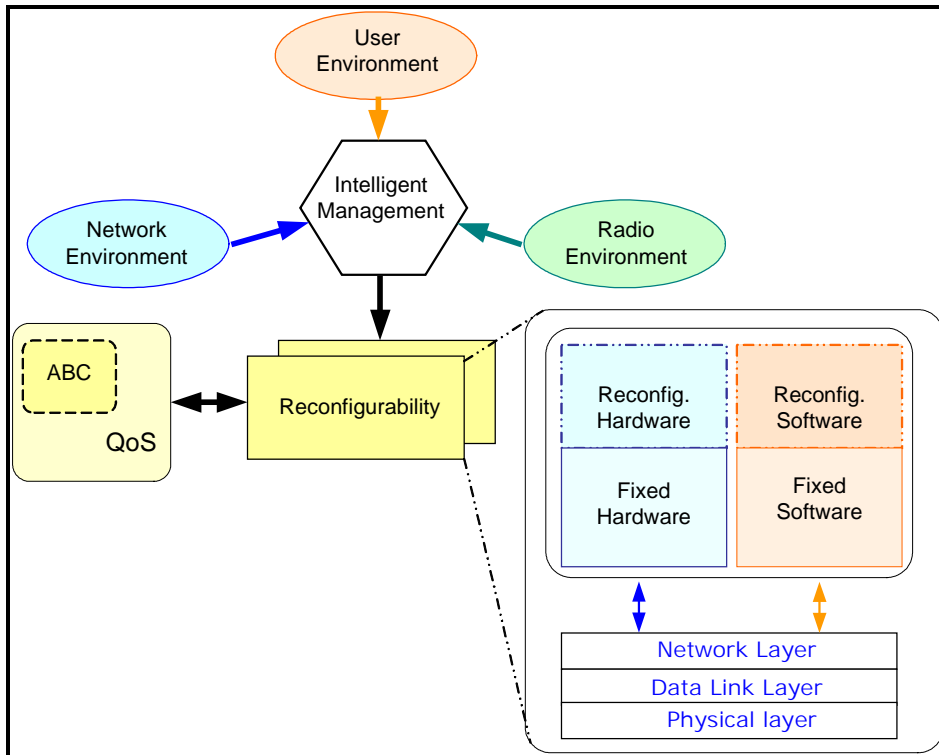 User
Environment
Intelligent
Management
Network
Environment
Radio
Environment
ABC
QoS
Reconfigurability
Reconfig.
Hardware
Reconfig.
Software
Fixed
Hardware
Fixed
Software
Network Layer
Data Link Layer
Physical layer